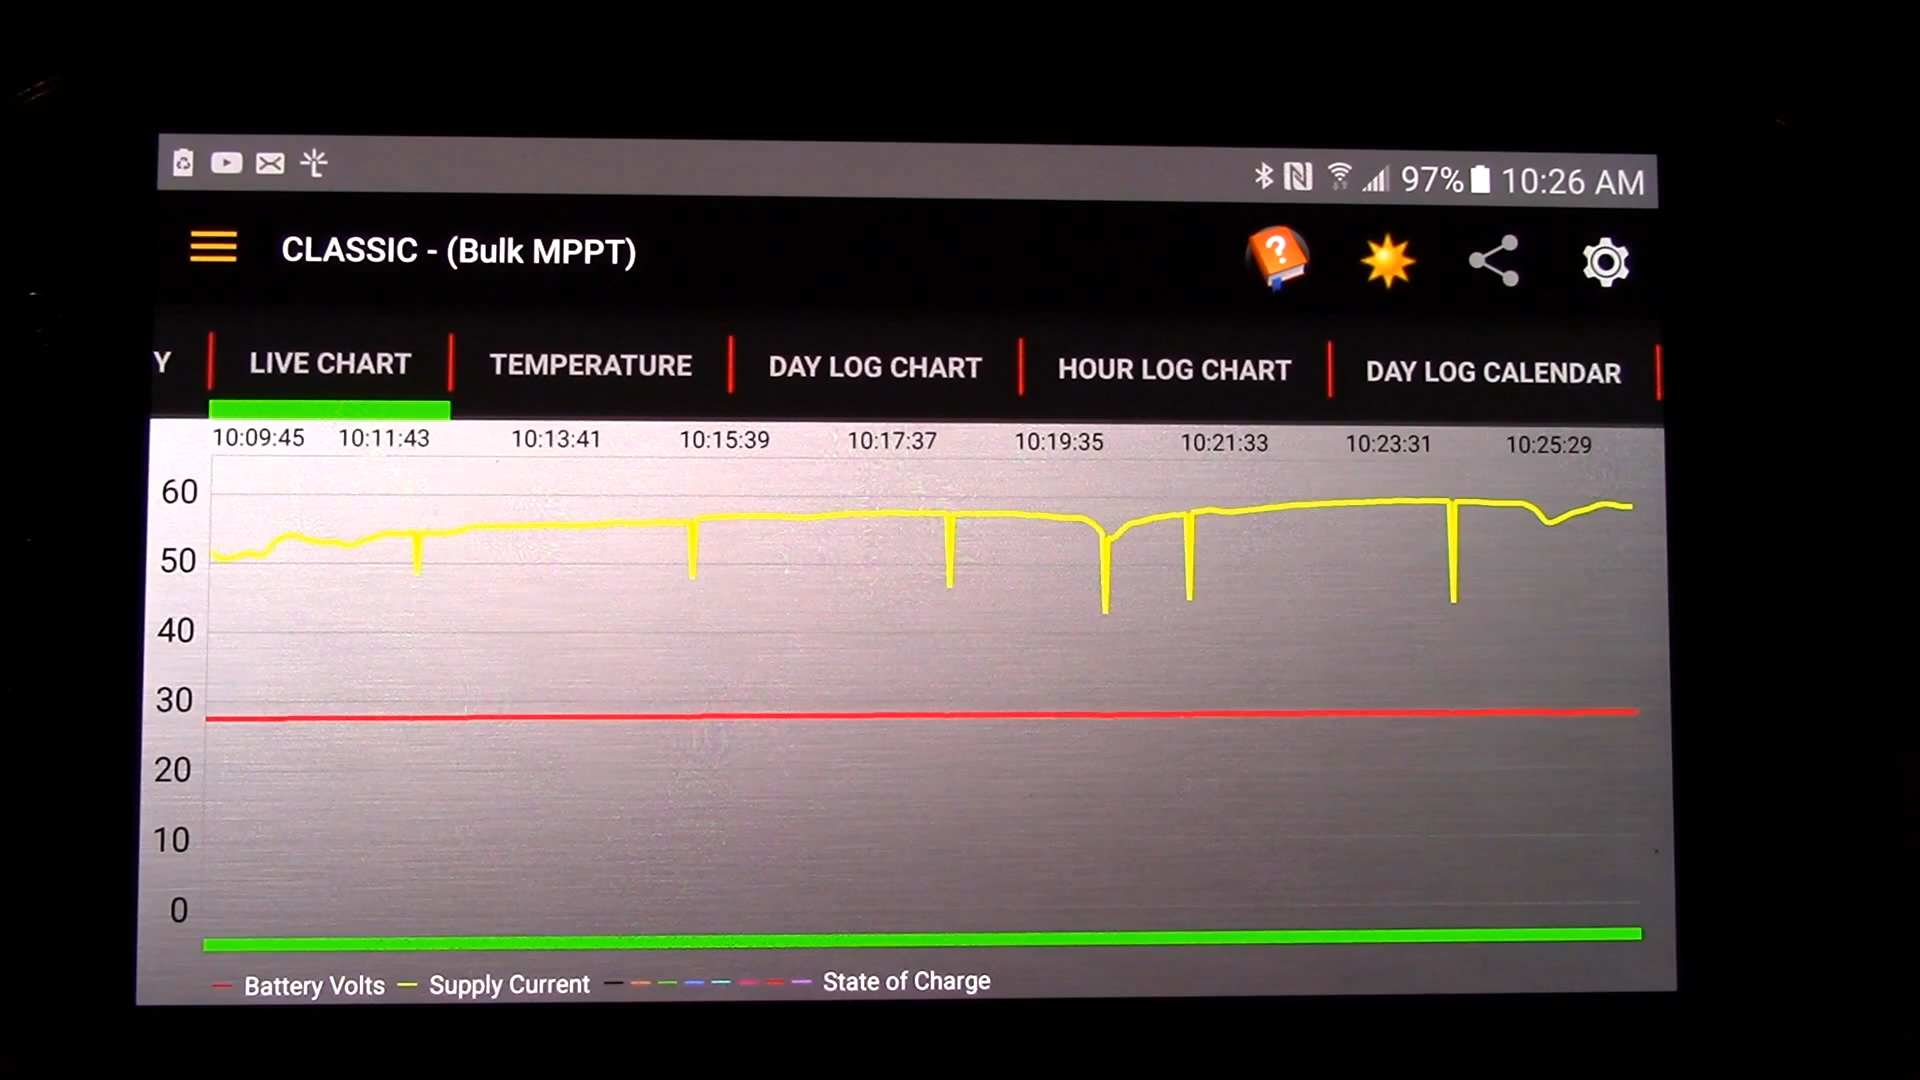 97% 10:26 AM
CLASSIC - (Bulk MPPT)
Y LIVE CHART TEMPERATURE DAY LOG CHART HOUR LOG CHART DAY LOG CALENDAR
10:09:45 10:11:43 10:13:41 10:15:39 10:17:37 10:19:35 10:21:33 10:23:31 10:25:29
60
50
40
30
20
10
0
Battery Volts Supply Current State of Charge